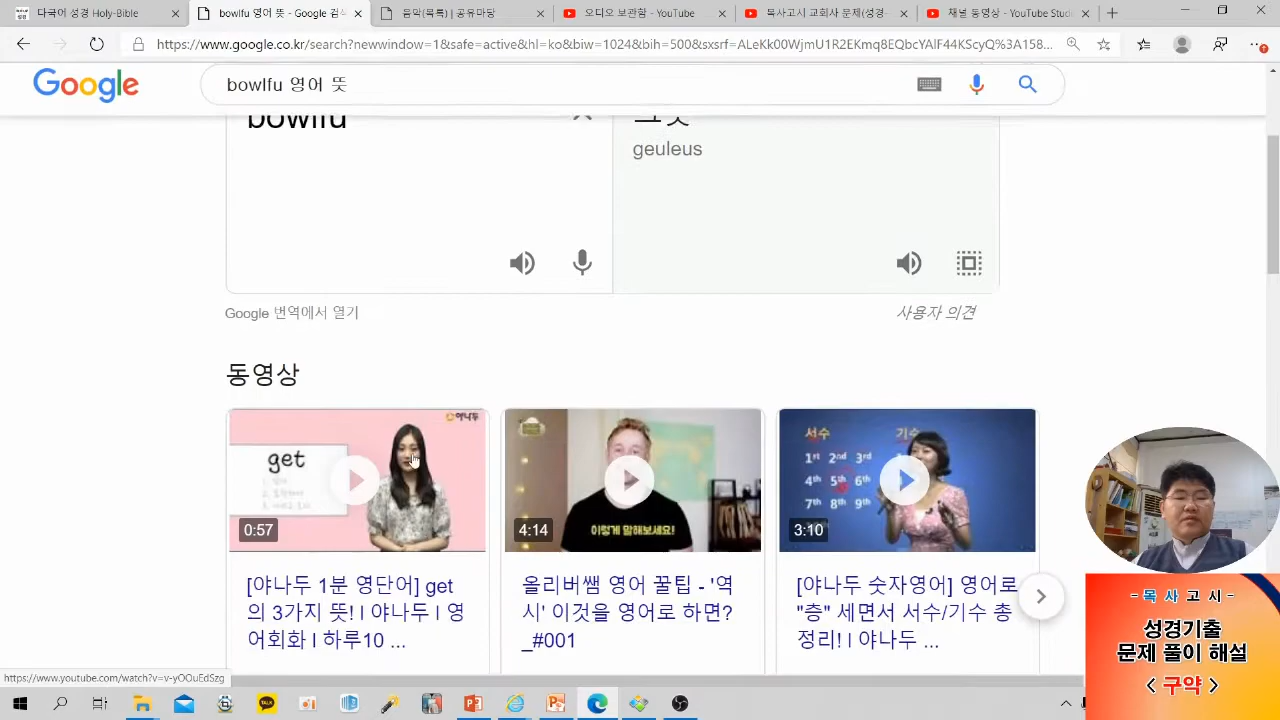 다국어 성경 Holy-Bible
bowlfu 영어 뜻 - Google 검색
음악(목록) | 공유마당
오디오 보관함 - YouTube
목사고시 교회사 문제(성경-
채널 동영상 - YouTube Studio
https://www.google.co.kr/search?newwindow=1&safe=active&hl=ko&biw=1024&bih=500&sxsrf=ALeKk00WjmU1R2EKmq8EQbeYAlF44KScyQ%3A158...
Google
bowlfu 영어 뜻
bowlfu
그릇
geuleus
Google 번역에서 열기
사용자 의견
동영상
야나두
get
0:57
이렇게 말해보세요!
4:14
서수 기수
1st 2nd 3rd
4th 5th 6th
7th 8th 9th
3:10
[야나두 1분 영단어] get
의 3가지 뜻! l 야나두 l 영
어회화 l 하루10 ...
올리버쌤 영어 꿀팁 - '역
시' 이것을 영어로 하면?
_#001
[야나두 숫자영어] 영어로
"층" 세면서 서수/기수 총
정리! l 야나두 ...
https://www.youtube.com/watch?v=v-yOOuEdSzg
TALK
- 목 사 고 시 -
성경기출
문제 풀이 해설
< 구약 >